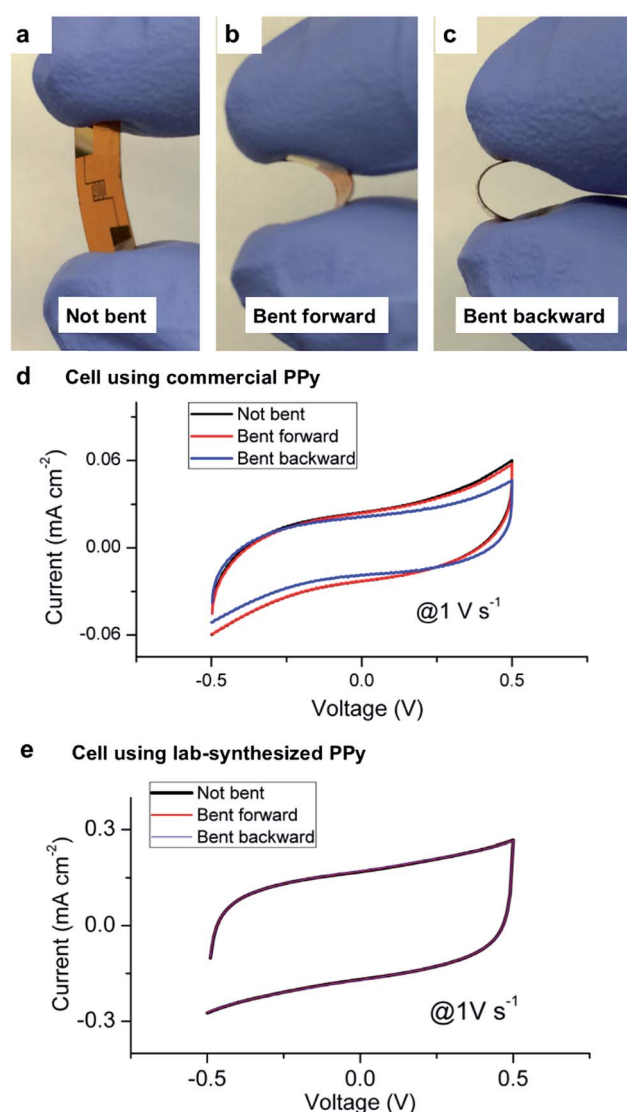 a
b
c
Not bent
Bent forward
Bent backward
d Cell using commercial PPy
Not bent
Bent forward
Bent backward
Current (mA cm⁻²)
0.06
0.00
-0.06
@1 V s⁻¹
-0.5
0.0
0.5
Voltage (V)
e Cell using lab-synthesized PPy
Not bent
Bent forward
Bent backward
Current (mA cm⁻²)
0.3
0.0
-0.3
@1V s⁻¹
-0.5
0.0
0.5
Voltage (V)